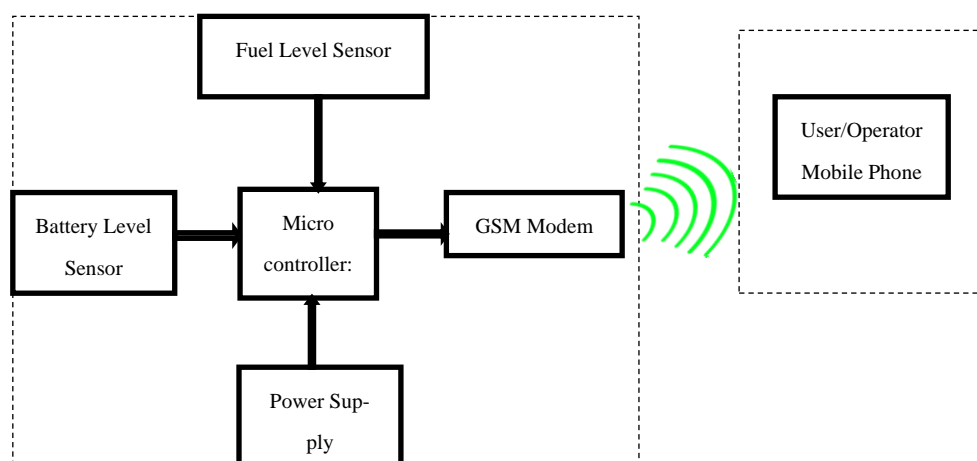 Fuel Level Sensor
User/Operator
Mobile Phone
Battery Level
Sensor
Micro
controller:
GSM Modem
Power Sup-
ply